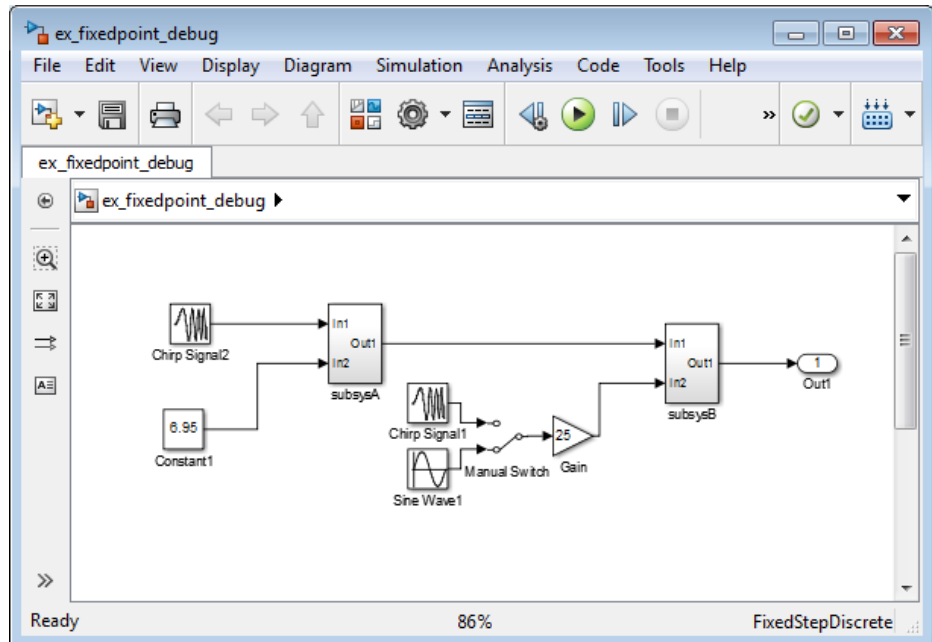 ex_fixedpoint_debug
File Edit View Display Diagram Simulation Analysis Code Tools Help
»
ex_fixedpoint_debug
ex_fixedpoint_debug
In1
Out1
In2
subsysA
Chirp Signal2
6.95
Constant1
Chirp Signal1
Sine Wave1
Manual Switch
25
Gain
In1
Out1
In2
subsysB
1
Out1
A
»
Ready 86% FixedStepDiscrete